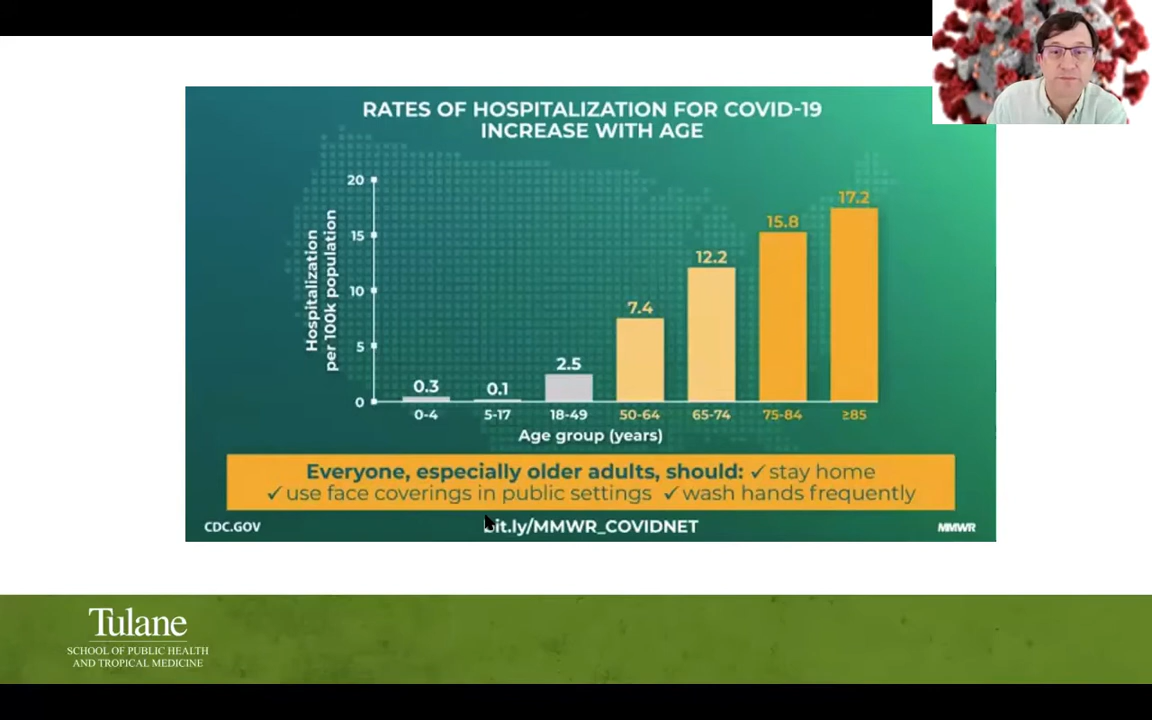 RATES OF HOSPITALIZATION FOR COVID-19
INCREASE WITH AGE
Hospitalization
per 100k population
20
15
10
5
0
0.3
0.1
2.5
7.4
12.2
15.8
17.2
0-4
5-17
18-49
50-64
65-74
75-84
≥85
Age group (years)
Everyone, especially older adults, should: ✓ stay home
✓ use face coverings in public settings ✓ wash hands frequently
CDC.GOV
bit.ly/MMWR_COVIDNET
MMWR
Tulane
SCHOOL OF PUBLIC HEALTH
AND TROPICAL MEDICINE